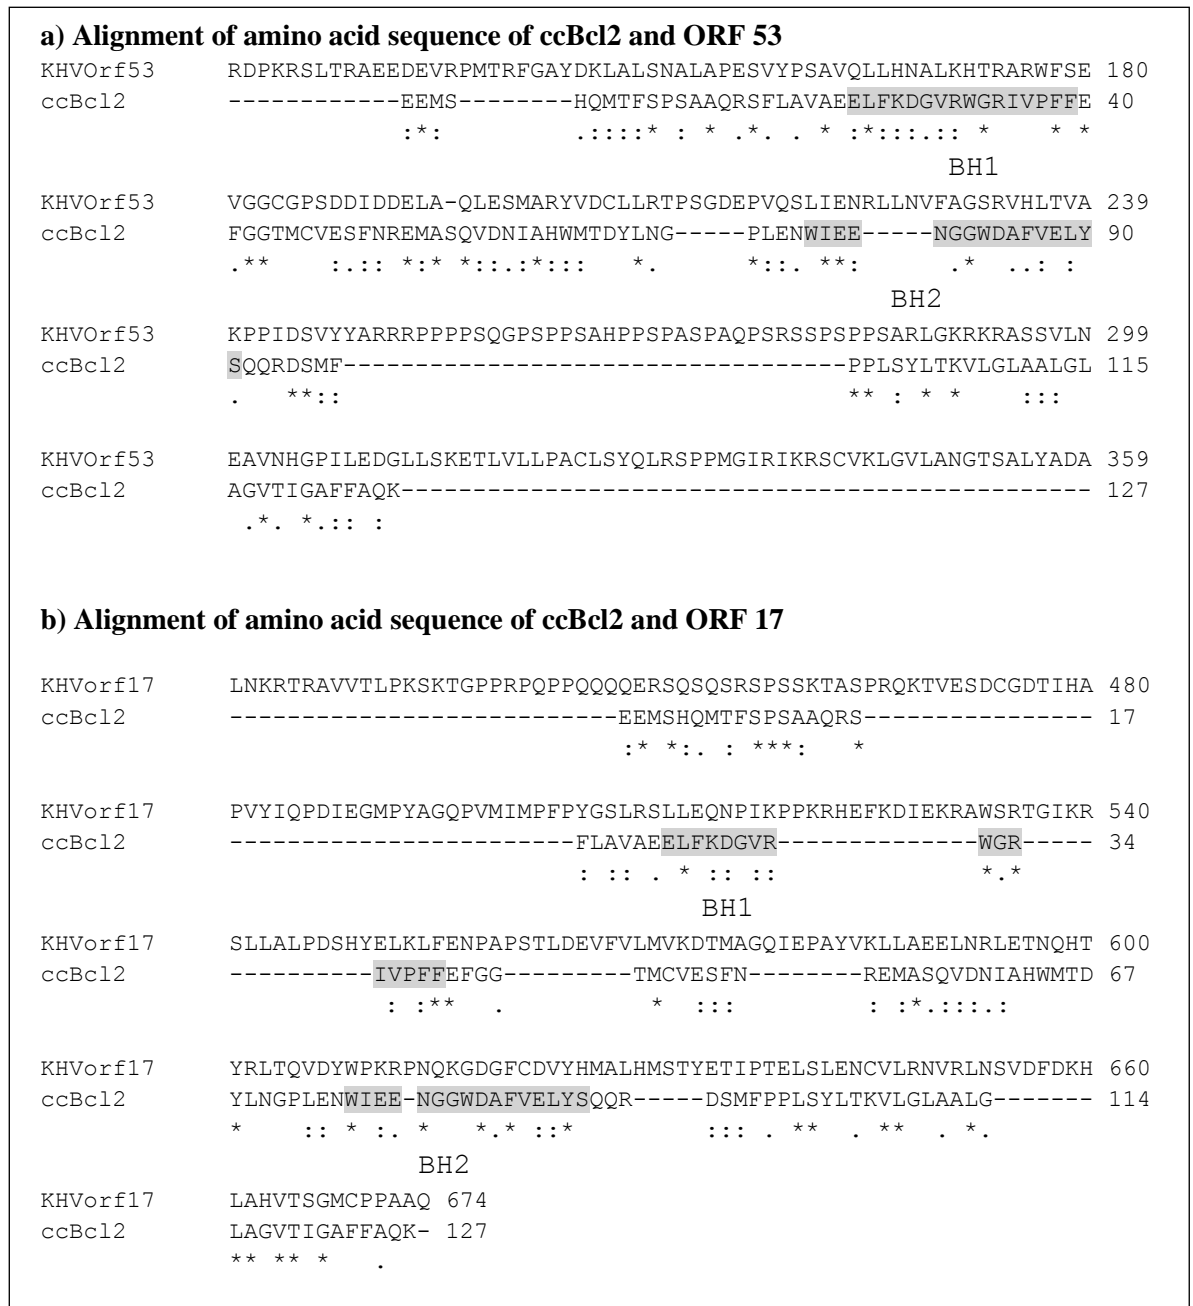 a) Alignment of amino acid sequence of ccBcl2 and ORF 53
KHVOrf53 RDPKRSLTRAEEDEVRPMTRFGAYDKLALSNALAPESVYPSAVQLLHNALKHTRARWFSE 180
ccBcl2 ------------EEMS--------HQMTFSPSAAQRSFLAVAEELFKDGVRWGRIVPFFE 40
:*: .::::* : * .*. . * :*:::.:: * * *
BH1
KHVOrf53 VGGCGPSDDIDDELA-QLESMARYVDCLLRTPSGDEPVQSLIENRLLNVFAGSRVHLTVA 239
ccBcl2 FGGTMCVESFNREMASQVDNIAHWMTDYLNG-----PLENWIEE-----NGGWDAFVELY 90
.** :.:: *:* *::.:*::: *. *::. **: .* ..: :
BH2
KHVOrf53 KPPIDSVYYARRRPPPPSQGPSPPSAHPPSPASPAQPSRSSPSPPSARLGKRKRASSVLN 299
ccBcl2 SQQRDSMF-----------------------------------PPLSYLTKVLGLAALGL 115
. **:: ** : * * :::
KHVOrf53 EAVNHGPILEDGLLSKETLVLLPACLSYQLRSPPMGIRIKRSCVKLGVLANGTSALYADA 359
ccBcl2 AGVTIGAFFAQK------------------------------------------------ 127
.*. *.:: :
b) Alignment of amino acid sequence of ccBcl2 and ORF 17
KHVorf17 LNKRTRAVVTLPKSKTGPPRPQPPQQQQERSQSQSRSPSSKTASPRQKTVESDCGDTIHA 480
ccBcl2 ---------------------------EEMSHQMTFSPSAAQRS---------------- 17
:* *:. : ***: *
KHVorf17 PVYIQPDIEGMPYAGQPVMIMPFPYGSLRSLLEQNPIKPPKRHEFKDIEKRAWSRTGIKR 540
ccBcl2 ------------------------FLAVAEELFKDGVR--------------WGR----- 34
: :: . * :: :: *.*
BH1
KHVorf17 SLLALPDSHYELKLFENPAPSTLDEVFVLMVKDTMAGQIEPAYVKLLAEELNRLETNQHT 600
ccBcl2 ----------IVPFFEFGG---------TMCVESFN--------REMASQVDNIAHWMTD 67
: :** . * ::: : :*.:::.:
KHVorf17 YRLTQVDYWPKRPNQKGDGFCDVYHMALHMSTYETIPTELSLENCVLRNVRLNSVDFDKH 660
ccBcl2 YLNGPLENWIEE-NGGWDAFVELYSQQR-----DSMFPPLSYLTKVLGLAALG------- 114
* :: * :. * *.* ::* ::: . ** . ** . *.
BH2
KHVorf17 LAHVTSGMCPPAAQ 674
ccBcl2 LAGVTIGAFFAQK- 127
** ** * .